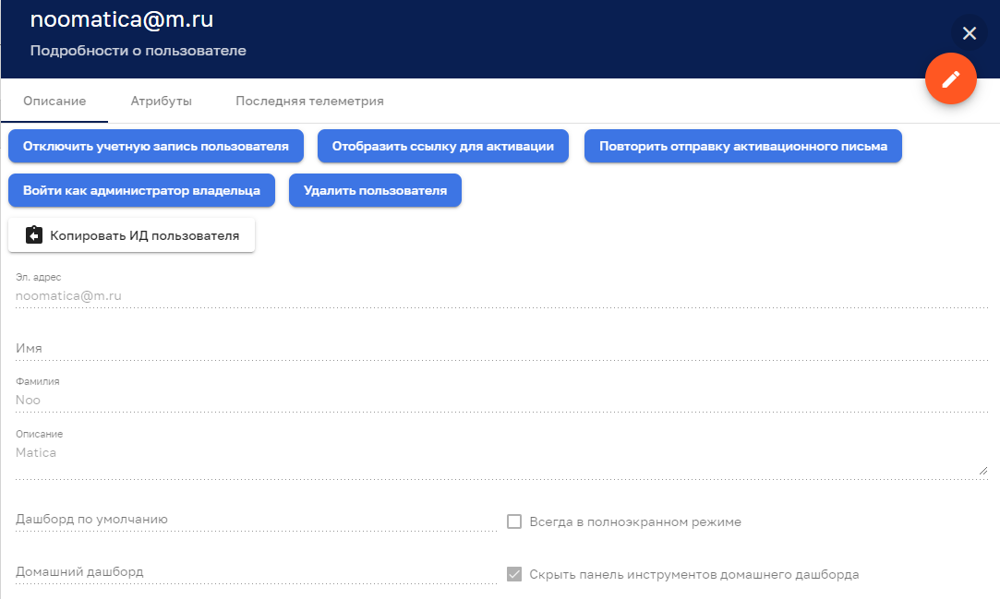 noomatica@m.ru
Подробности о пользователе
Описание Атрибуты Последняя телеметрия
Отключить учетную запись пользователя Отобразить ссылку для активации Повторить отправку активационного письма
Войти как администратор владельца Удалить пользователя
Копировать ИД пользователя
Эл. адрес
noomatica@m.ru
Имя
Фамилия
Noo
Описание
Matica
Дашборд по умолчанию Всегда в полноэкранном режиме
Домашний дашборд Скрыть панель инструментов домашнего дашборда